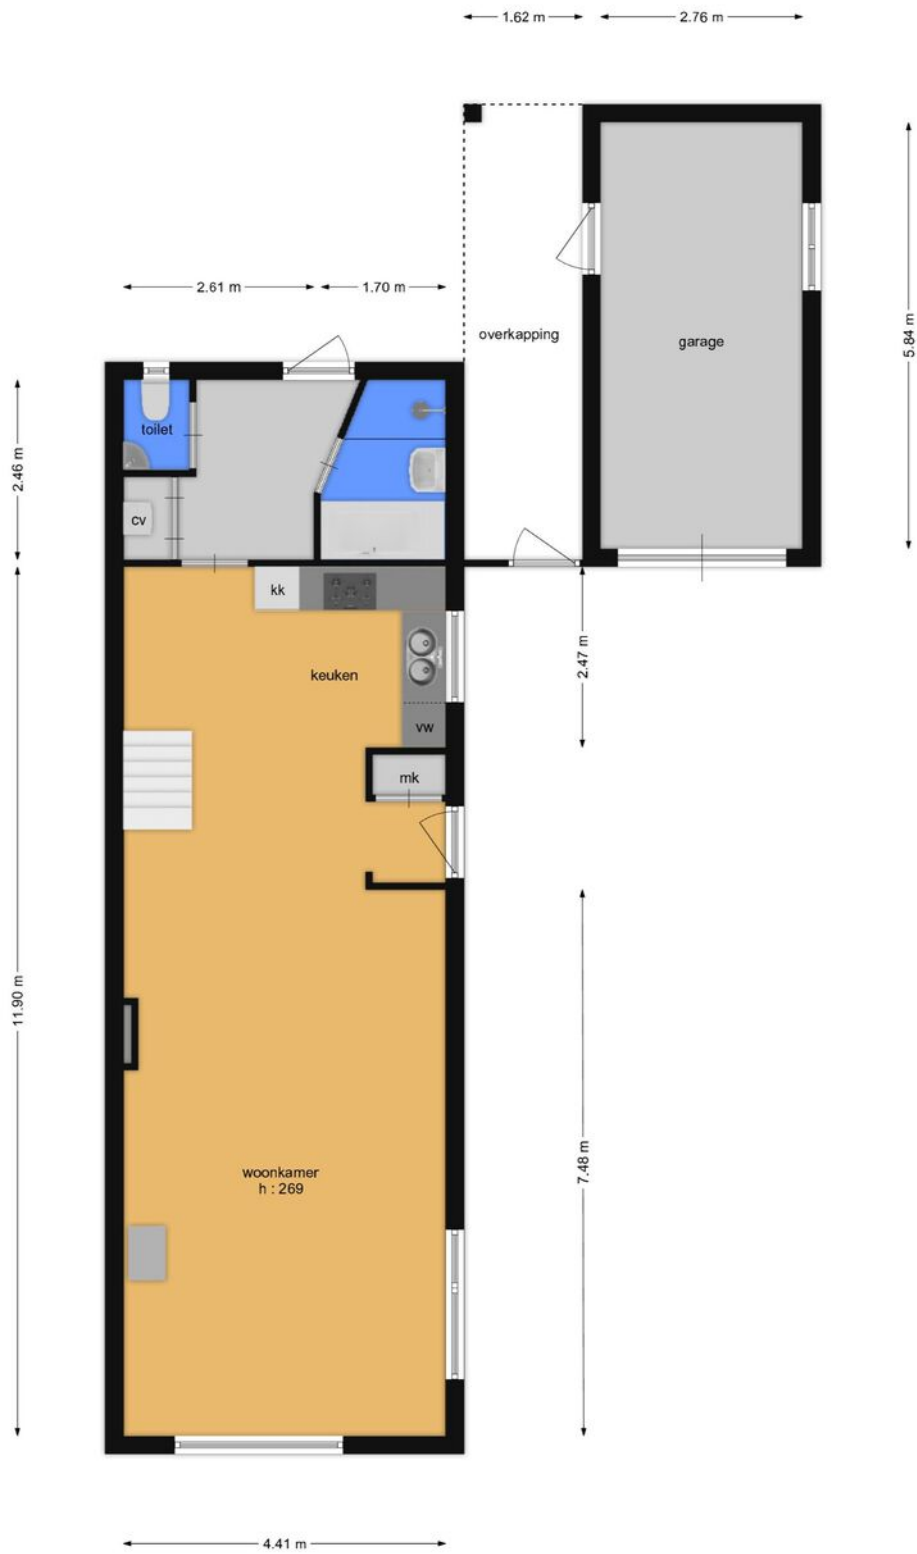 1.62 m
2.76 m
5.84 m
overkapping
garage
2.61 m
1.70 m
2.46 m
toilet
cv
kk
keuken
2.47 m
vw
mk
11.90 m
7.48 m
woonkamer
h : 269
4.41 m